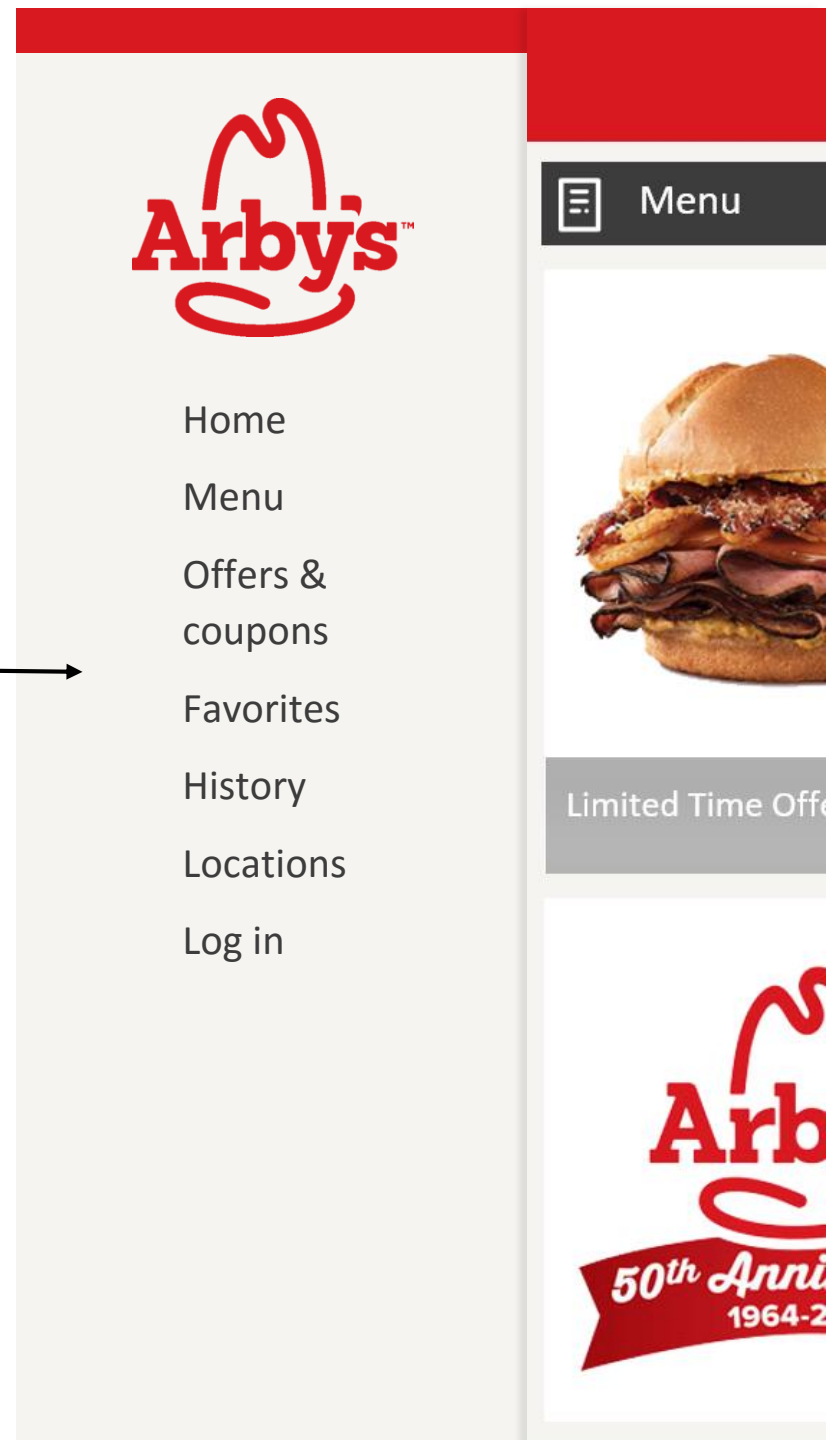 Arby's™
Home
Menu
Offers &
coupons
Favorites
History
Locations
Log in
Menu
Limited Time Offe
Arb
50th Anni
1964-2